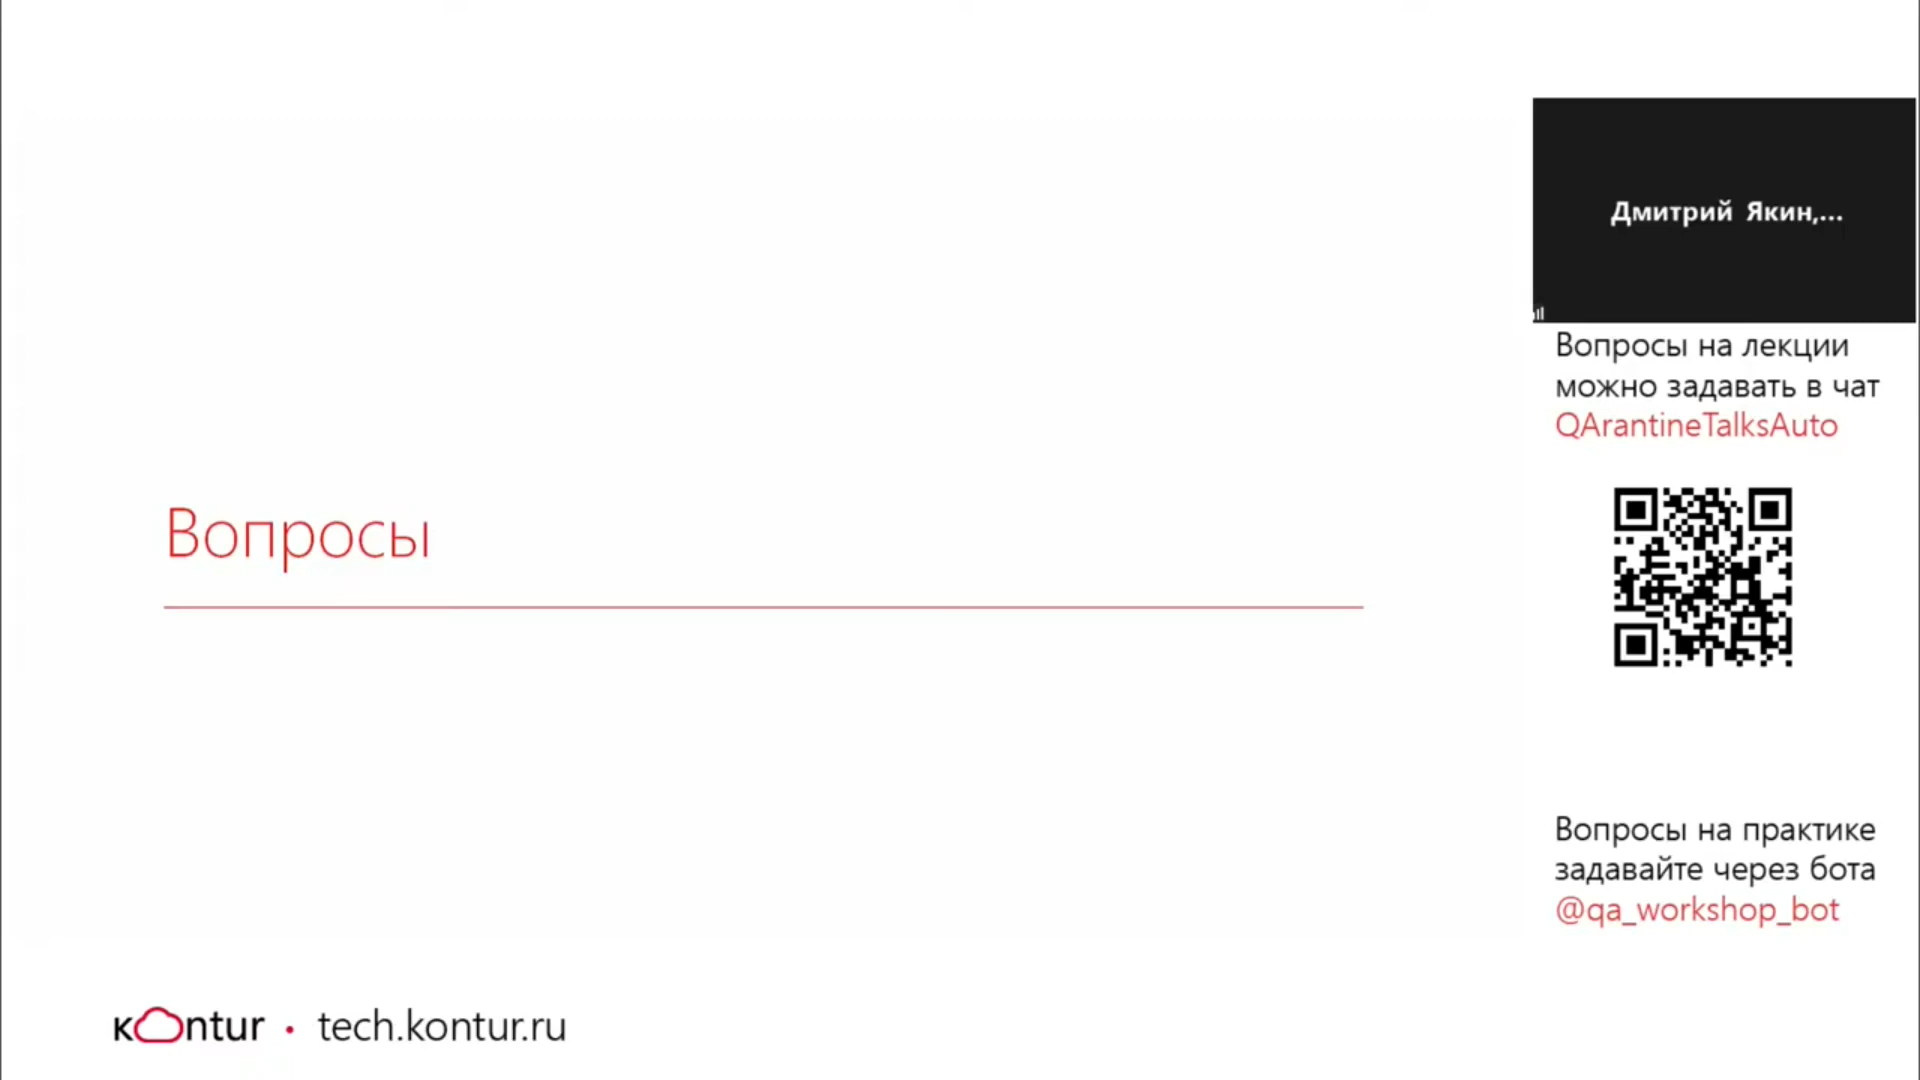 Дмитрий Якин,...
Вопросы на лекции
можно задавать в чат
QArantineTalksAuto
Вопросы
Вопросы на практике
задавайте через бота
@qa_workshop_bot
контur • tech.kontur.ru